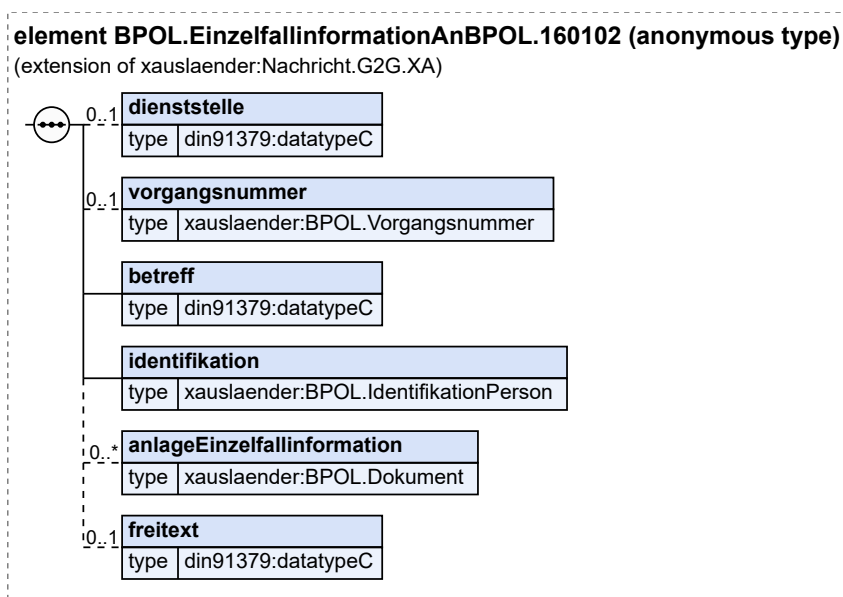 element BPOL.EinzelfallinformationAnBPOL.160102 (anonymous type)
(extension of xauslaender:Nachricht.G2G.XA)
0..1 dienststelle
type din91379:datatypeC
0..1 vorgangsnummer
type xauslaender:BPOL.Vorgangsnummer
betreff
type din91379:datatypeC
identifikation
type xauslaender:BPOL.IdentifikationPerson
0..* anlageEinzelfallinformation
type xauslaender:BPOL.Dokument
0..1 freitext
type din91379:datatypeC